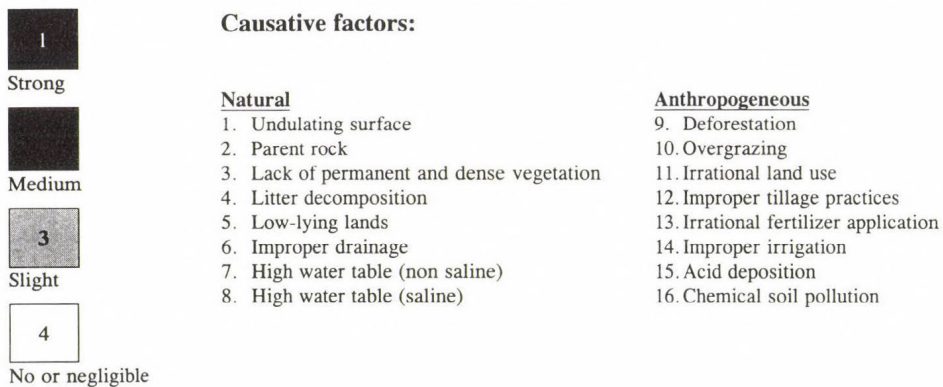 1
Strong
Medium
3
Slight
4
No or negligible
Causative factors:
Natural
1. Undulating surface
2. Parent rock
3. Lack of permanent and dense vegetation
4. Litter decomposition
5. Low-lying lands
6. Improper drainage
7. High water table (non saline)
8. High water table (saline)
Anthropogeneous
9. Deforestation
10. Overgrazing
11. Irrational land use
12. Improper tillage practices
13. Irrational fertilizer application
14. Improper irrigation
15. Acid deposition
16. Chemical soil pollution